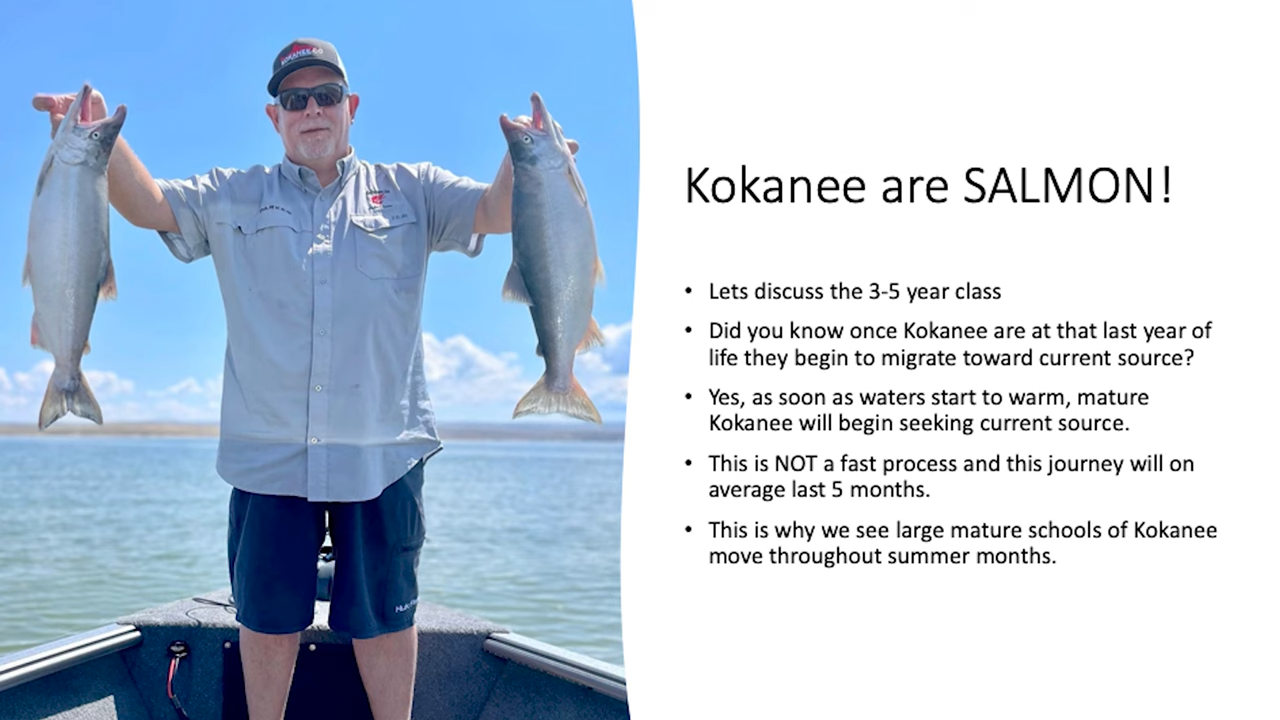 Kokanee are SALMON!
• Lets discuss the 3-5 year class
• Did you know once Kokanee are at that last year of
life they begin to migrate toward current source?
• Yes, as soon as waters start to warm, mature
Kokanee will begin seeking current source.
• This is NOT a fast process and this journey will on
average last 5 months.
• This is why we see large mature schools of Kokanee
move throughout summer months.